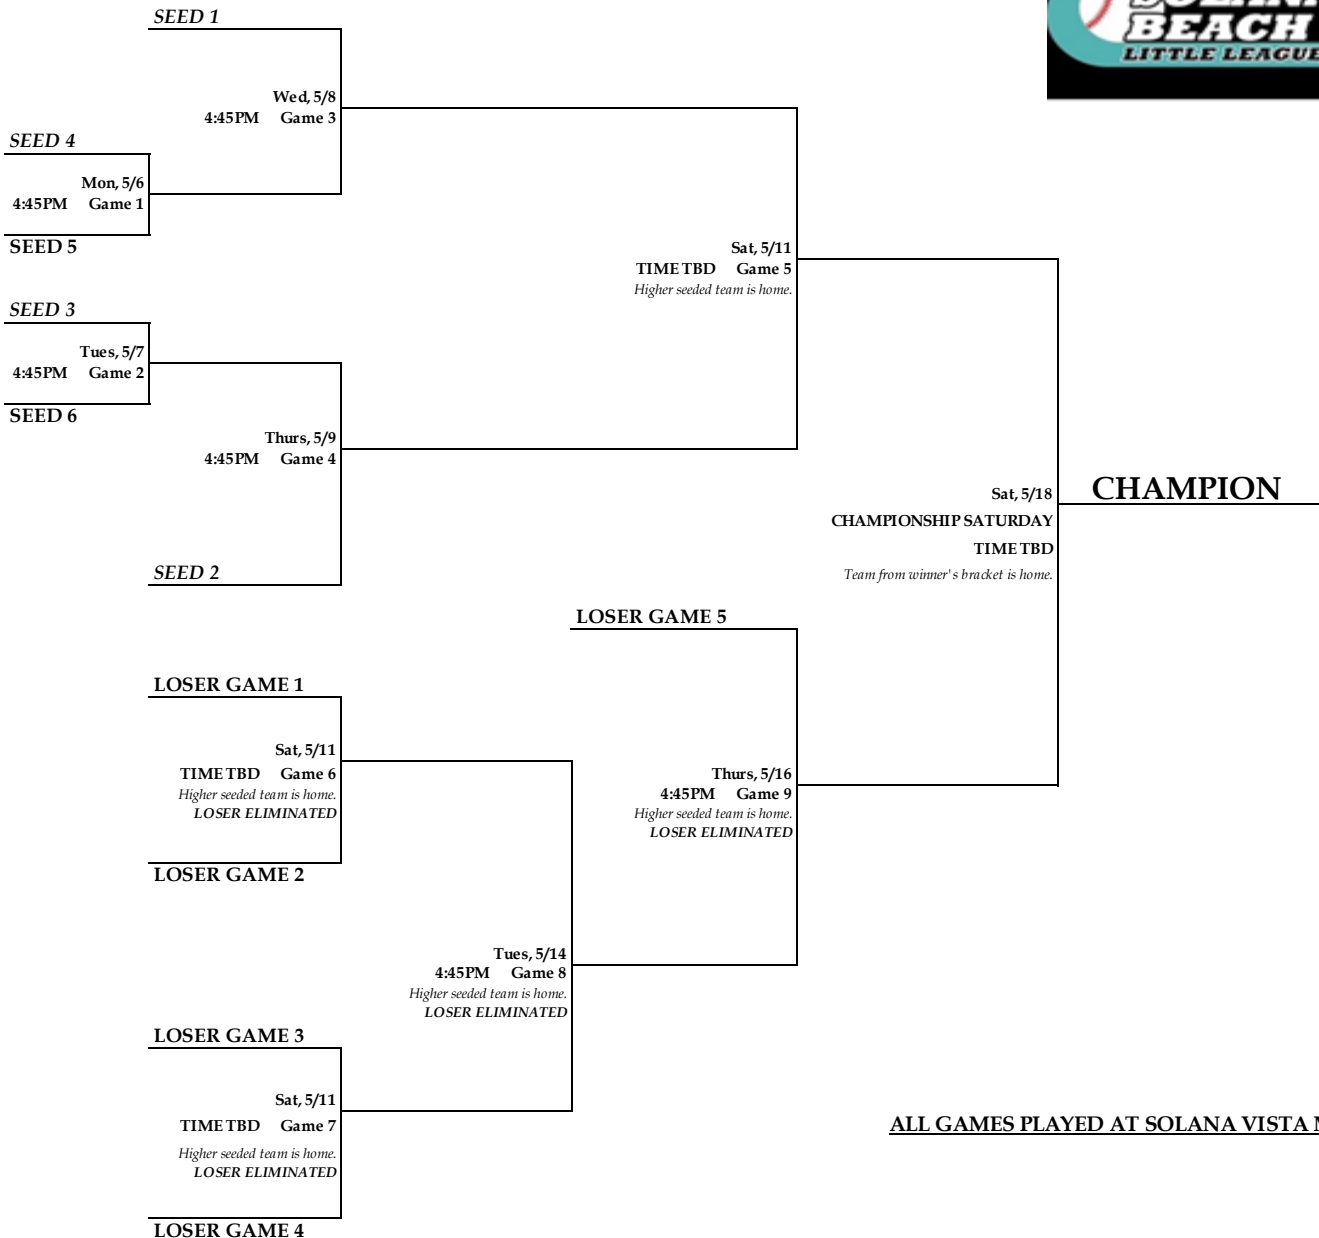 SEED 1
BEACH
LITTLE LEAGUE
Wed, 5/8
4:45PM Game 3
SEED 4
Mon, 5/6
4:45PM Game 1
SEED 5
Sat, 5/11
TIME TBD Game 5
Higher seeded team is home.
SEED 3
Tues, 5/7
4:45PM Game 2
SEED 6
Thurs, 5/9
4:45PM Game 4
SEED 2
Sat, 5/18
CHAMPIONSHIP SATURDAY
TIME TBD
Team from winner's bracket is home.
CHAMPION
LOSER GAME 5
LOSER GAME 1
Sat, 5/11
TIME TBD Game 6
Higher seeded team is home.
LOSER ELIMINATED
LOSER GAME 2
Thurs, 5/16
4:45PM Game 9
Higher seeded team is home.
LOSER ELIMINATED
Tues, 5/14
4:45PM Game 8
Higher seeded team is home.
LOSER ELIMINATED
LOSER GAME 3
Sat, 5/11
TIME TBD Game 7
Higher seeded team is home.
LOSER ELIMINATED
LOSER GAME 4
ALL GAMES PLAYED AT SOLANA VISTA